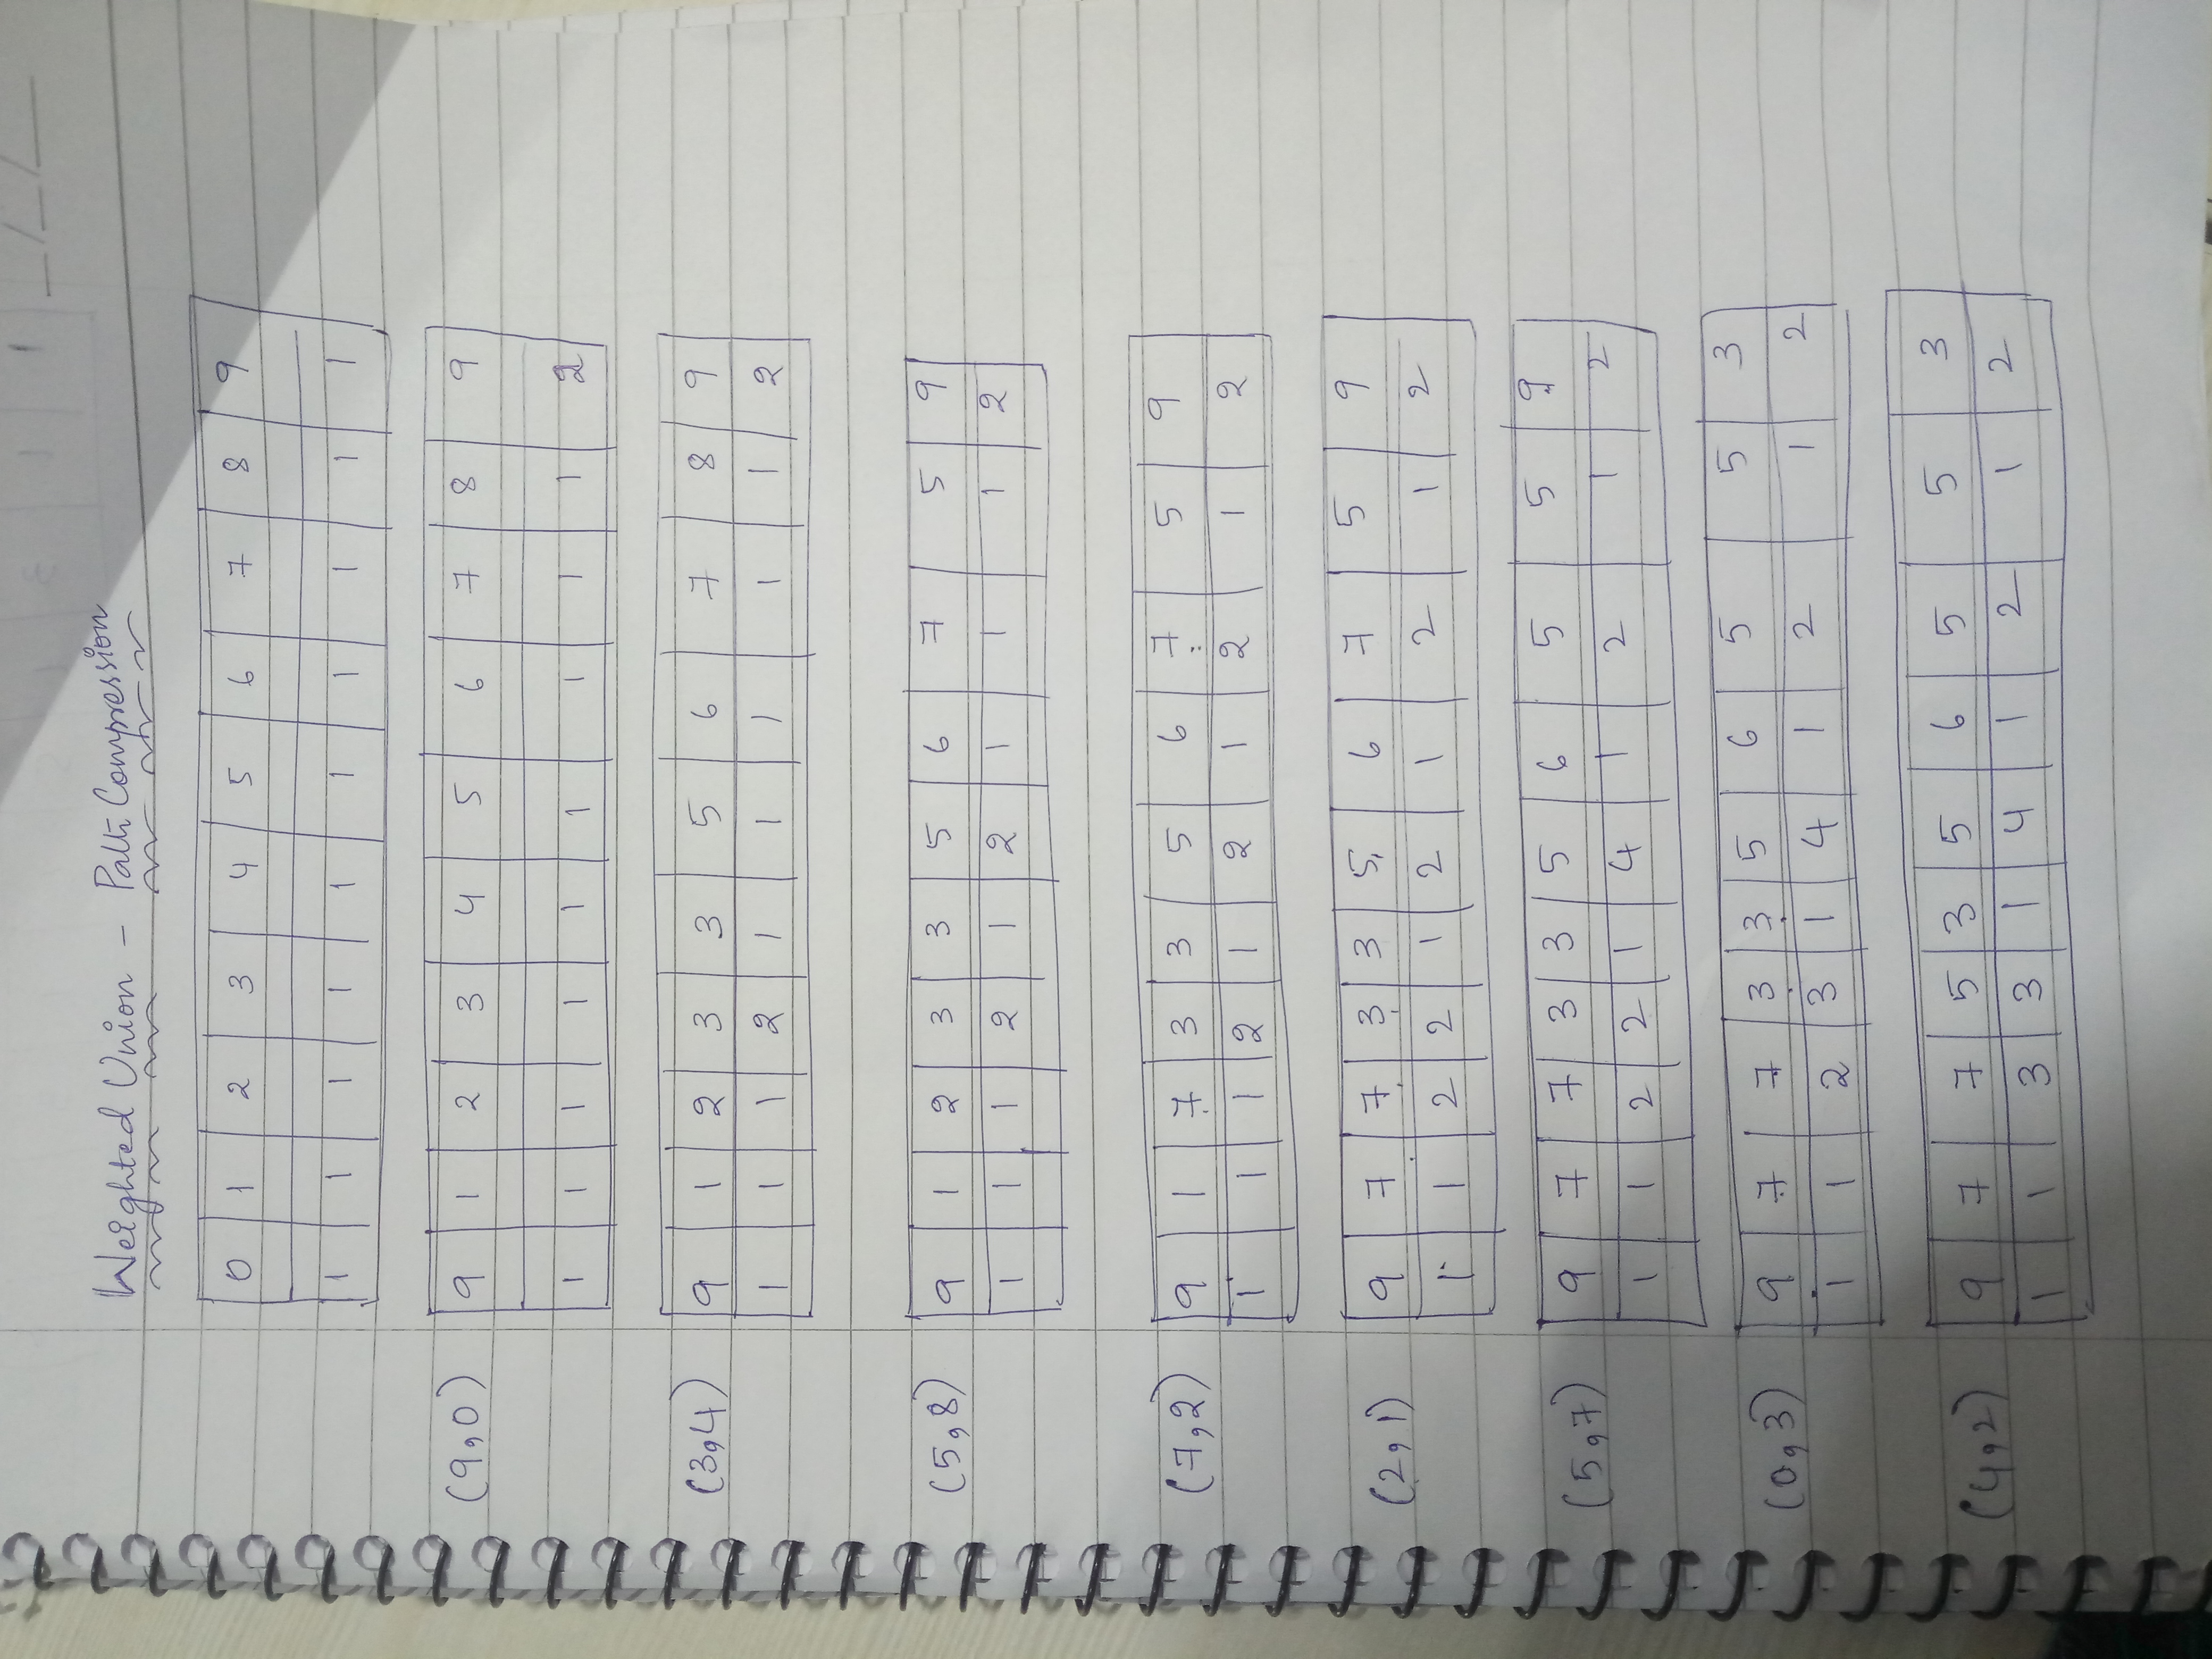 Weighted Union - Path Compression
0 1 2 3 4 5 6 7 8 9
1 1 1 1 1 1 1 1 1 1
(9,0) 9 1 2 3 4 5 6 7 8 9
1 1 1 1 1 1 1 1 1 2
(3,4) 9 1 2 3 3 5 6 7 8 9
1 1 1 2 1 1 1 1 1 2
(5,8) 9 1 2 3 3 5 6 7 5 9
1 1 1 2 1 2 1 1 1 2
(7,2) 9 1 7 3 3 5 6 7 5 9
1 1 1 2 1 2 1 2 1 2
(2,1) 9 7 7 3 3 5 6 7 5 9
1 1 2 2 1 2 1 2 1 2
(5,7) 9 7 7 3 3 5 6 5 5 9
1 1 2 2 1 4 1 2 1 2
(0,3) 9 7 7 3 3 5 6 5 5 3
1 1 2 3 1 4 1 2 1 2
(4,2) 9 7 7 5 3 5 6 5 5 3
1 1 3 3 1 4 1 2 1 2